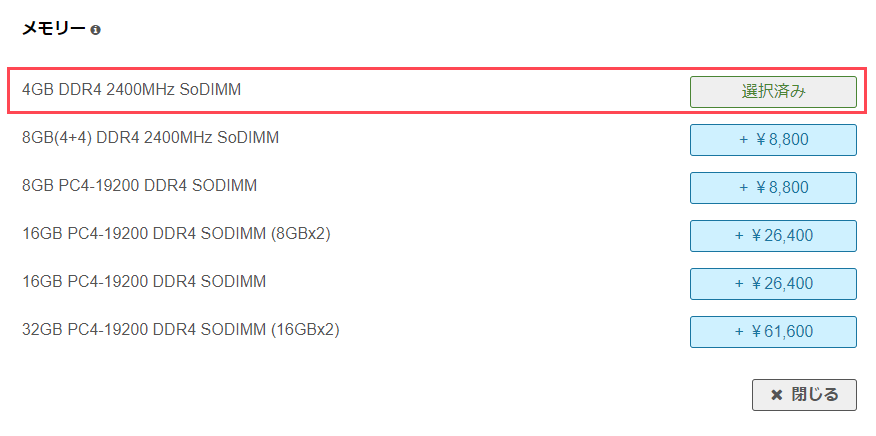 メモリー
4GB DDR4 2400MHz SoDIMM 選択済み
8GB(4+4) DDR4 2400MHz SoDIMM + ￥8,800
8GB PC4-19200 DDR4 SODIMM + ￥8,800
16GB PC4-19200 DDR4 SODIMM (8GBx2) + ￥26,400
16GB PC4-19200 DDR4 SODIMM + ￥26,400
32GB PC4-19200 DDR4 SODIMM (16GBx2) + ￥61,600
✖ 閉じる